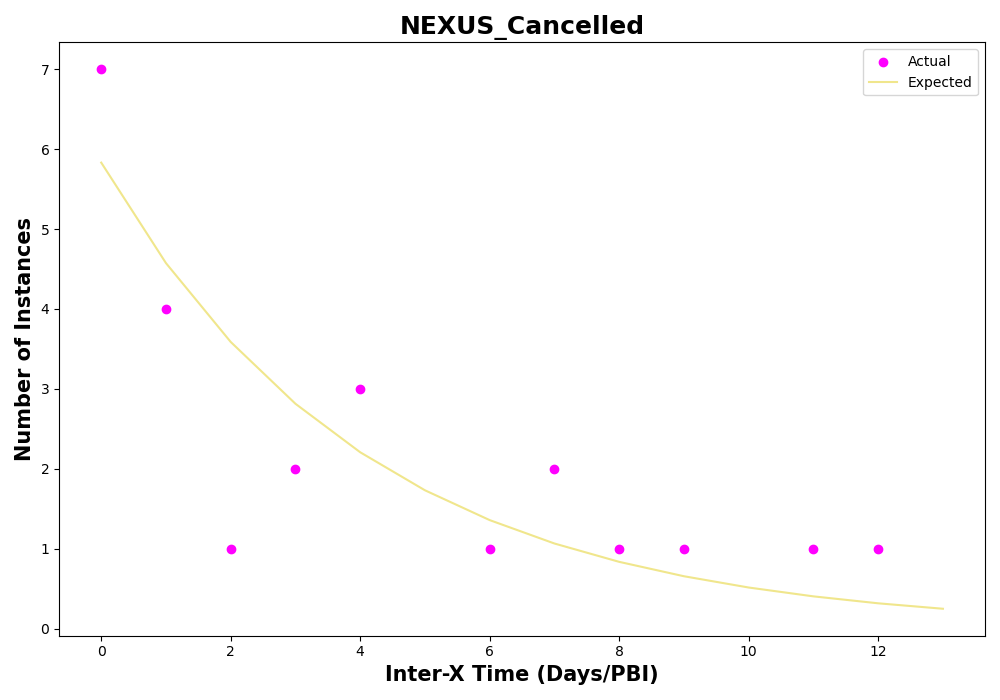 NEXUS_Cancelled
Actual
Expected
Number of Instances
7
6
5
4
3
2
1
0
0 2 4 6 8 10 12
Inter-X Time (Days/PBI)